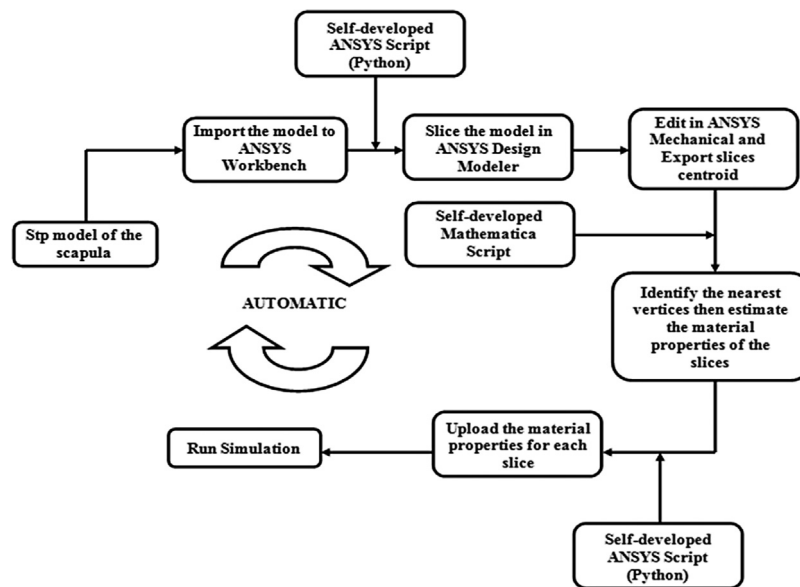 Self-developed
ANSYS Script
(Python)
Import the model to
ANSYS
Workbench
Slice the model in
ANSYS Design
Modeler
Edit in ANSYS
Mechanical and
Export slices
centroid
Stp model of the
scapula
Self-developed
Mathematica
Script
AUTOMATIC
Identify the nearest
vertices then estimate
the material
properties of the
slices
Run Simulation
Upload the material
properties for each
slice
Self-developed
ANSYS Script
(Python)